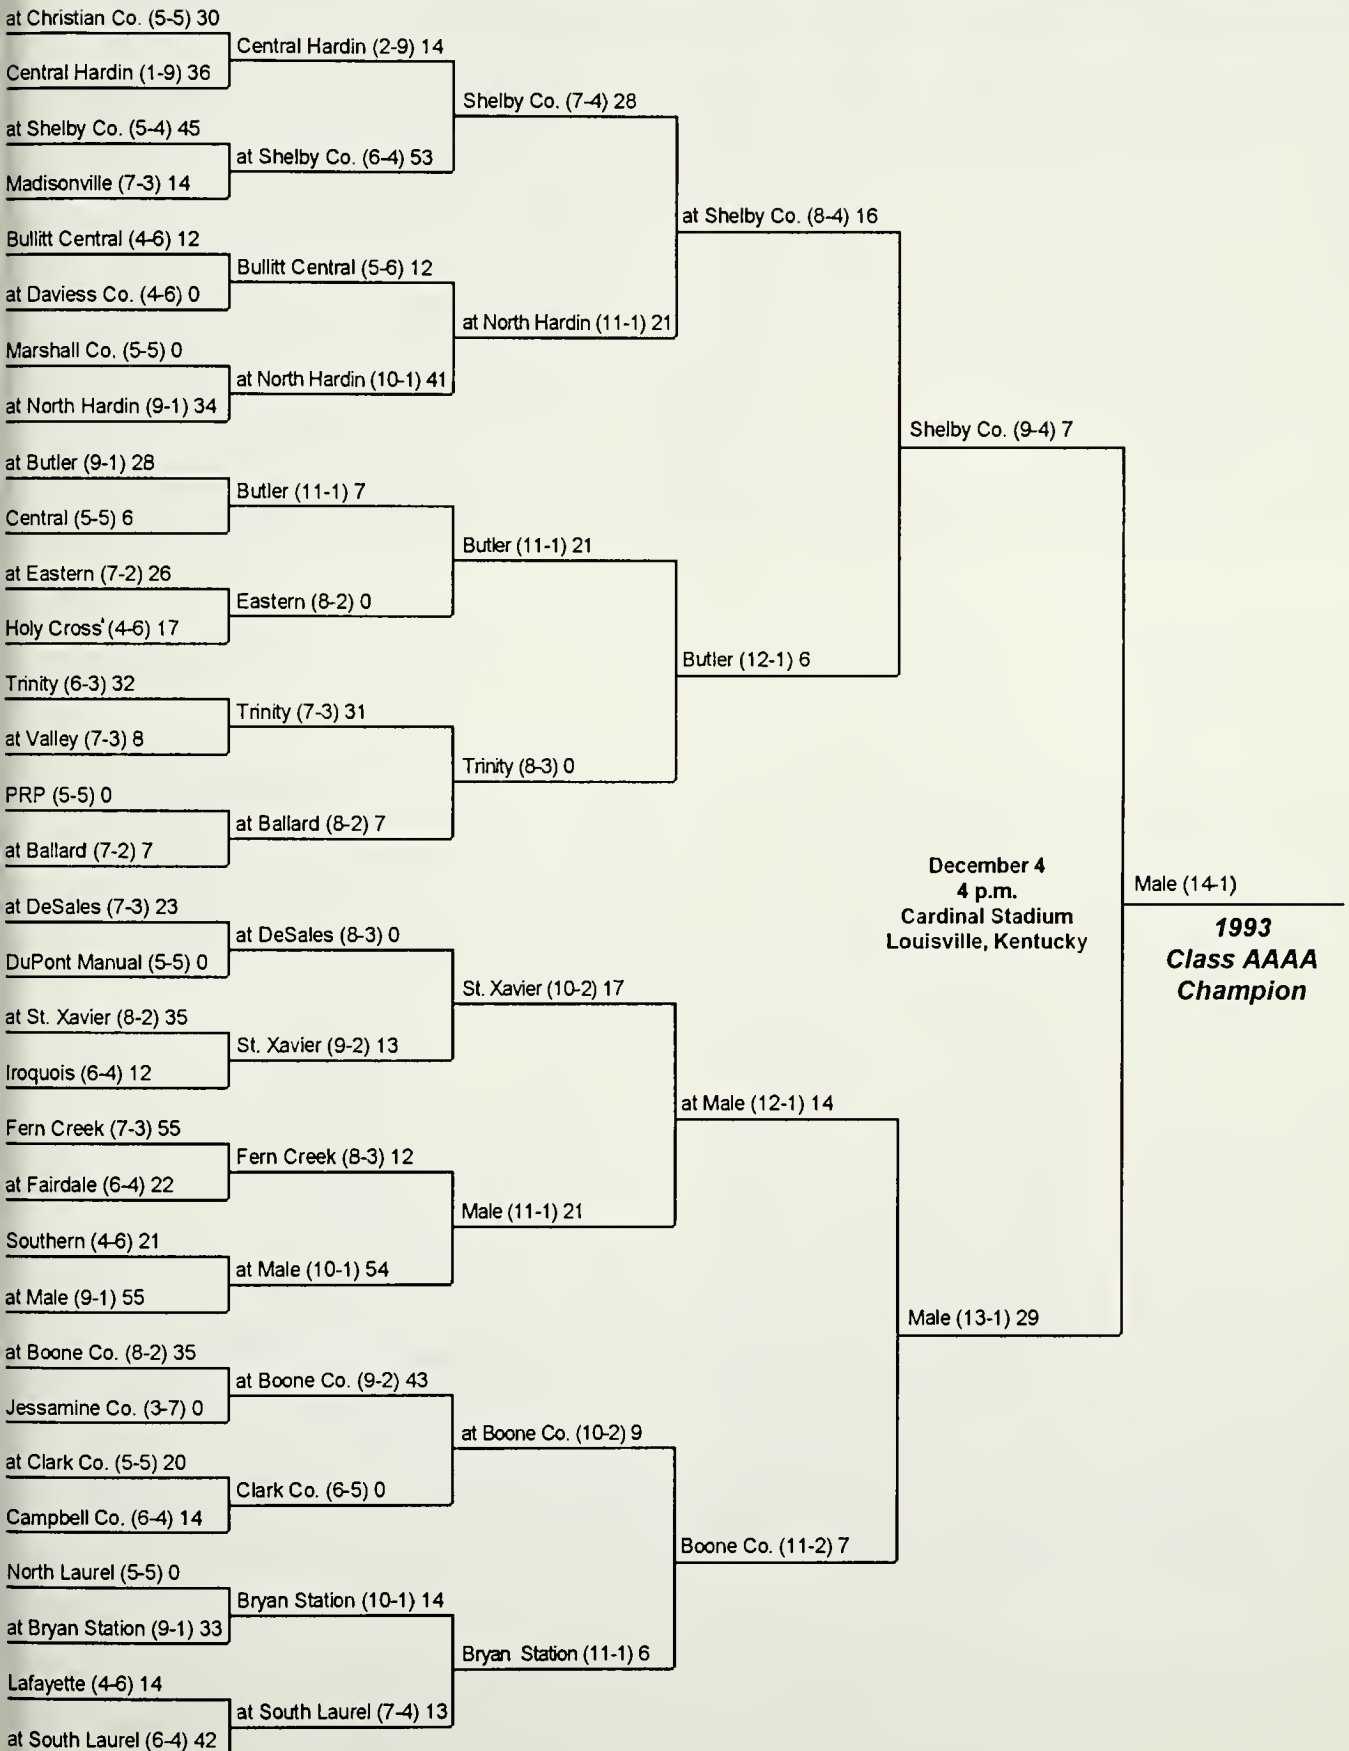 at Christian Co. (5-5) 30
Central Hardin (1-9) 36
at Shelby Co. (5-4) 45
Madisonville (7-3) 14
Bullitt Central (4-6) 12
at Daviess Co. (4-6) 0
Marshall Co. (5-5) 0
at North Hardin (9-1) 34
at Butler (9-1) 28
Central (5-5) 6
at Eastern (7-2) 26
Holy Cross (4-6) 17
Trinity (6-3) 32
at Valley (7-3) 8
PRP (5-5) 0
at Ballard (7-2) 7
at DeSales (7-3) 23
DuPont Manual (5-5) 0
at St. Xavier (8-2) 35
Iroquois (6-4) 12
Fern Creek (7-3) 55
at Fairdale (6-4) 22
Southern (4-6) 21
at Male (9-1) 55
at Boone Co. (8-2) 35
Jessamine Co. (3-7) 0
at Clark Co. (5-5) 20
Campbell Co. (6-4) 14
North Laurel (5-5) 0
at Bryan Station (9-1) 33
Lafayette (4-6) 14
at South Laurel (6-4) 42
Central Hardin (2-9) 14
at Shelby Co. (6-4) 53
Bullitt Central (5-6) 12
at North Hardin (10-1) 41
Butler (11-1) 7
Eastern (8-2) 0
Trinity (7-3) 31
at Ballard (8-2) 7
at DeSales (8-3) 0
St. Xavier (9-2) 13
Fern Creek (8-3) 12
at Male (10-1) 54
at Boone Co. (9-2) 43
Clark Co. (6-5) 0
Bryan Station (10-1) 14
at South Laurel (7-4) 13
Shelby Co. (7-4) 28
at North Hardin (11-1) 21
Butler (11-1) 21
Trinity (8-3) 0
St. Xavier (10-2) 17
Male (11-1) 21
at Boone Co. (10-2) 9
Bryan Station (11-1) 6
at Shelby Co. (8-4) 16
Butler (12-1) 6
at Male (12-1) 14
Boone Co. (11-2) 7
Shelby Co. (9-4) 7
Male (13-1) 29
December 4
4 p.m.
Cardinal Stadium
Louisville, Kentucky
Male (14-1)
1993
Class AAAA
Champion